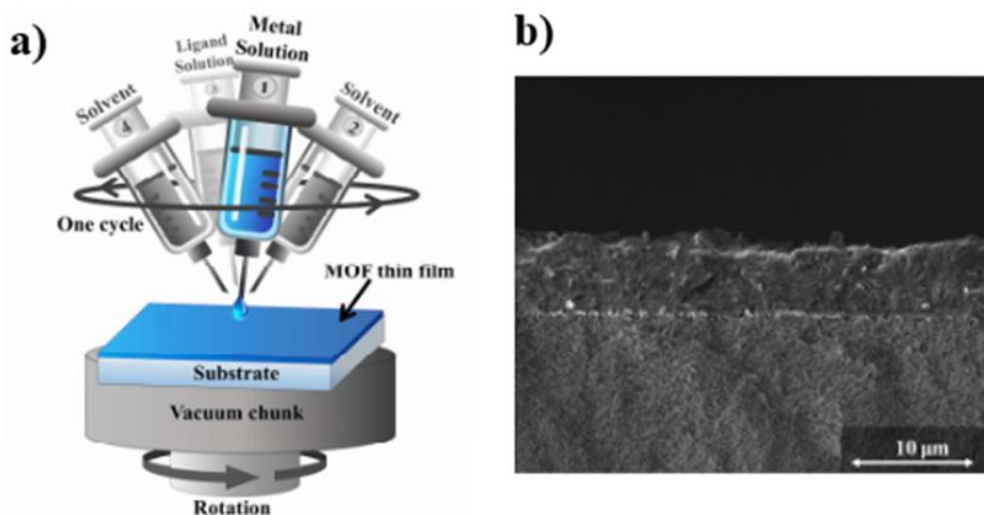 a)
Metal
Solution
1
Ligand
Solution
3
Solvent
4
Solvent
2
One cycle
MOF thin film
Substrate
Vacuum chunk
Rotation
b)
10 µm